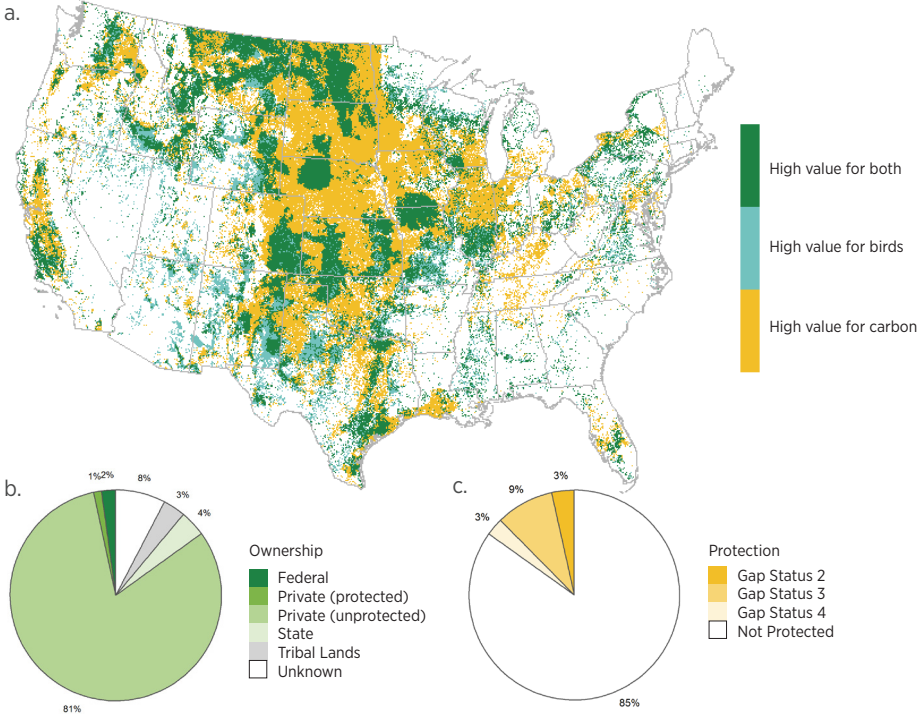 a.
High value for both
High value for birds
High value for carbon
b.
1%
2%
8%
3%
4%
81%
Ownership
Federal
Private (protected)
Private (unprotected)
State
Tribal Lands
Unknown
c.
3%
9%
3%
85%
Protection
Gap Status 2
Gap Status 3
Gap Status 4
Not Protected